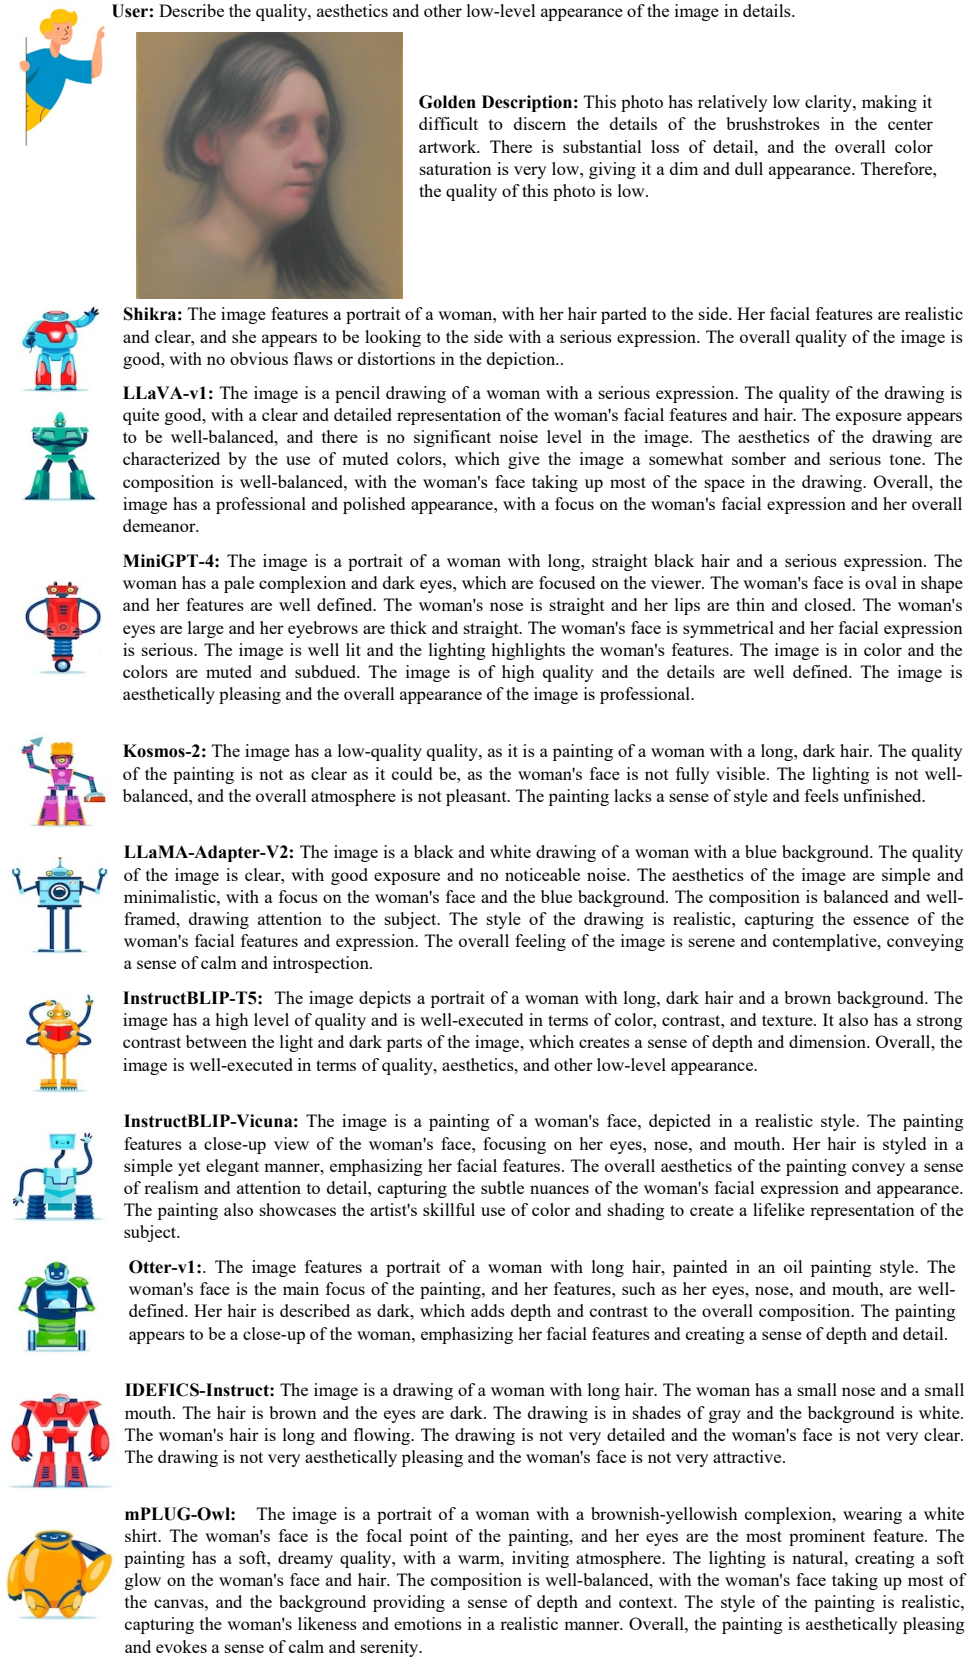 User: Describe the quality, aesthetics and other low-level appearance of the image in details.
Golden Description: This photo has relatively low clarity, making it
difficult to discern the details of the brushstrokes in the center
artwork. There is substantial loss of detail, and the overall color
saturation is very low, giving it a dim and dull appearance. Therefore,
the quality of this photo is low.
Shikra: The image features a portrait of a woman, with her hair parted to the side. Her facial features are realistic
and clear, and she appears to be looking to the side with a serious expression. The overall quality of the image is
good, with no obvious flaws or distortions in the depiction..
LLaVA-v1: The image is a pencil drawing of a woman with a serious expression. The quality of the drawing is
quite good, with a clear and detailed representation of the woman's facial features and hair. The exposure appears
to be well-balanced, and there is no significant noise level in the image. The aesthetics of the drawing are
characterized by the use of muted colors, which give the image a somewhat somber and serious tone. The
composition is well-balanced, with the woman's face taking up most of the space in the drawing. Overall, the
image has a professional and polished appearance, with a focus on the woman's facial expression and her overall
demeanor.
MiniGPT-4: The image is a portrait of a woman with long, straight black hair and a serious expression. The
woman has a pale complexion and dark eyes, which are focused on the viewer. The woman's face is oval in shape
and her features are well defined. The woman's nose is straight and her lips are thin and closed. The woman's
eyes are large and her eyebrows are thick and straight. The woman's face is symmetrical and her facial expression
is serious. The image is well lit and the lighting highlights the woman's features. The image is in color and the
colors are muted and subdued. The image is of high quality and the details are well defined. The image is
aesthetically pleasing and the overall appearance of the image is professional.
Kosmos-2: The image has a low-quality quality, as it is a painting of a woman with a long, dark hair. The quality
of the painting is not as clear as it could be, as the woman's face is not fully visible. The lighting is not well-
balanced, and the overall atmosphere is not pleasant. The painting lacks a sense of style and feels unfinished.
LLaMA-Adapter-V2: The image is a black and white drawing of a woman with a blue background. The quality
of the image is clear, with good exposure and no noticeable noise. The aesthetics of the image are simple and
minimalistic, with a focus on the woman's face and the blue background. The composition is balanced and well-
framed, drawing attention to the subject. The style of the drawing is realistic, capturing the essence of the
woman's facial features and expression. The overall feeling of the image is serene and contemplative, conveying
a sense of calm and introspection.
InstructBLIP-T5: The image depicts a portrait of a woman with long, dark hair and a brown background. The
image has a high level of quality and is well-executed in terms of color, contrast, and texture. It also has a strong
contrast between the light and dark parts of the image, which creates a sense of depth and dimension. Overall, the
image is well-executed in terms of quality, aesthetics, and other low-level appearance.
InstructBLIP-Vicuna: The image is a painting of a woman's face, depicted in a realistic style. The painting
features a close-up view of the woman's face, focusing on her eyes, nose, and mouth. Her hair is styled in a
simple yet elegant manner, emphasizing her facial features. The overall aesthetics of the painting convey a sense
of realism and attention to detail, capturing the subtle nuances of the woman's facial expression and appearance.
The painting also showcases the artist's skillful use of color and shading to create a lifelike representation of the
subject.
Otter-v1:. The image features a portrait of a woman with long hair, painted in an oil painting style. The
woman's face is the main focus of the painting, and her features, such as her eyes, nose, and mouth, are well-
defined. Her hair is described as dark, which adds depth and contrast to the overall composition. The painting
appears to be a close-up of the woman, emphasizing her facial features and creating a sense of depth and detail.
IDEFICS-Instruct: The image is a drawing of a woman with long hair. The woman has a small nose and a small
mouth. The hair is brown and the eyes are dark. The drawing is in shades of gray and the background is white.
The woman's hair is long and flowing. The drawing is not very detailed and the woman's face is not very clear.
The drawing is not very aesthetically pleasing and the woman's face is not very attractive.
mPLUG-Owl: The image is a portrait of a woman with a brownish-yellowish complexion, wearing a white
shirt. The woman's face is the focal point of the painting, and her eyes are the most prominent feature. The
painting has a soft, dreamy quality, with a warm, inviting atmosphere. The lighting is natural, creating a soft
glow on the woman's face and hair. The composition is well-balanced, with the woman's face taking up most of
the canvas, and the background providing a sense of depth and context. The style of the painting is realistic,
capturing the woman's likeness and emotions in a realistic manner. Overall, the painting is aesthetically pleasing
and evokes a sense of calm and serenity.